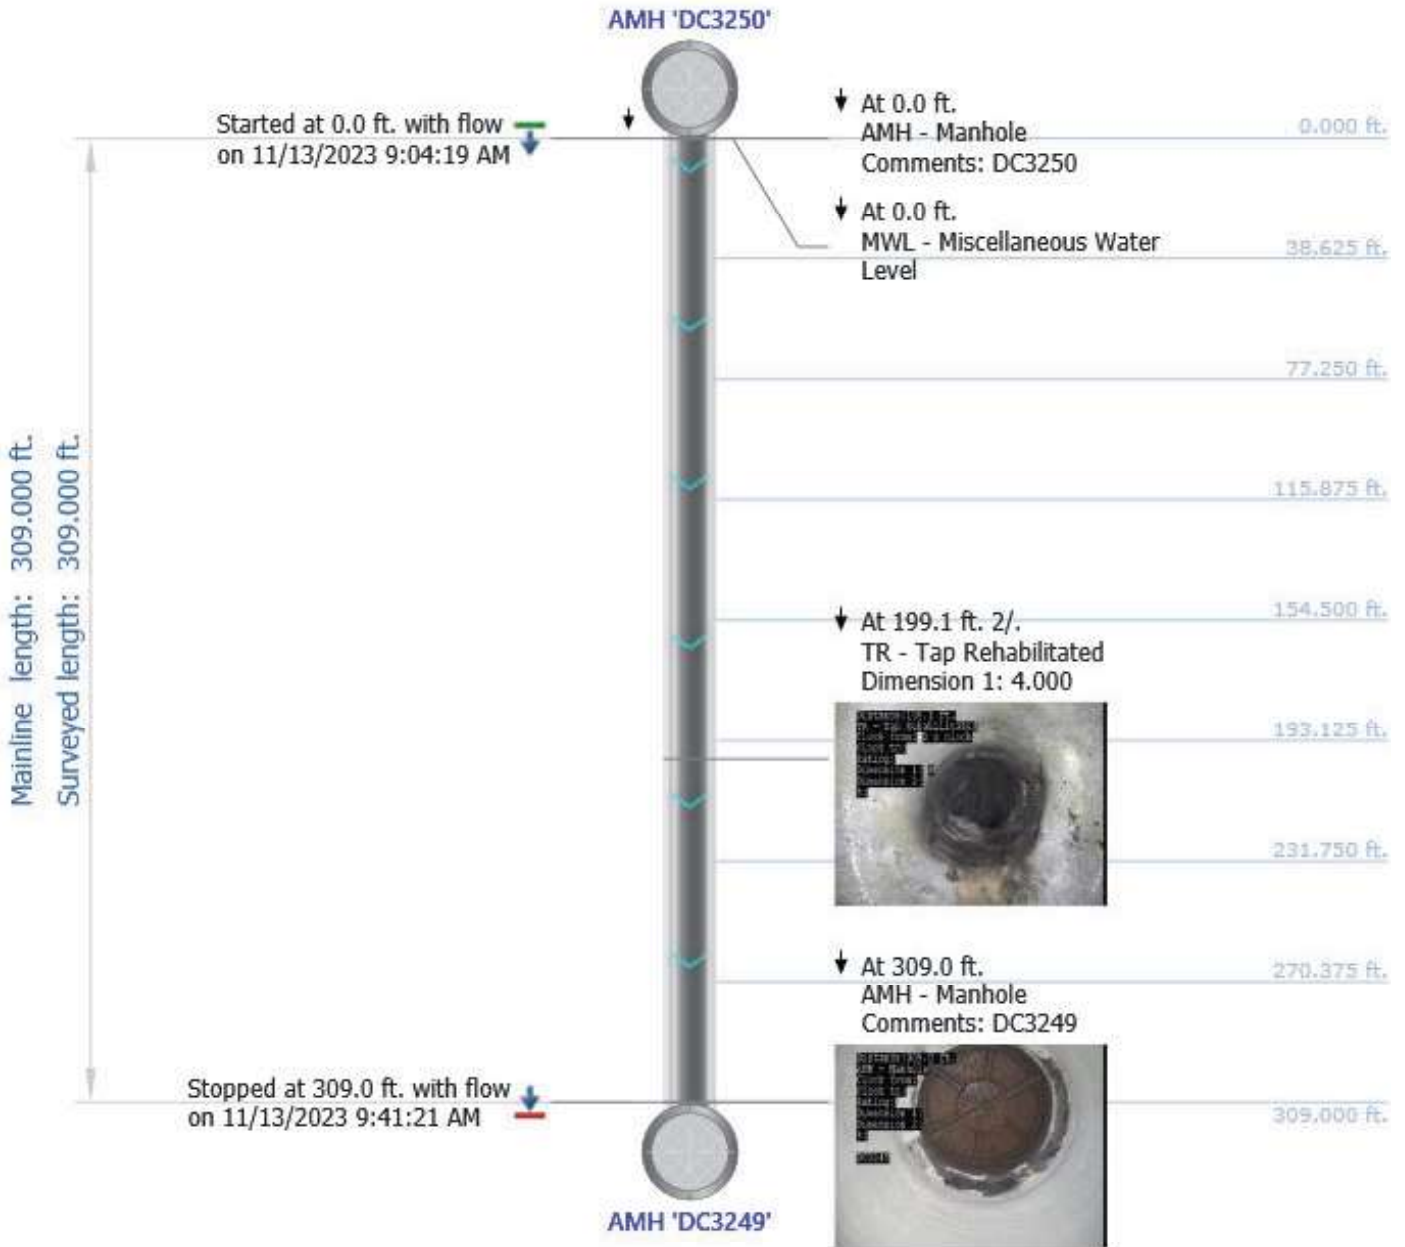 AMH 'DC3250'
Started at 0.0 ft. with flow
on 11/13/2023 9:04:19 AM
At 0.0 ft.
AMH - Manhole
Comments: DC3250
0.000 ft.
At 0.0 ft.
MWL - Miscellaneous Water
Level
38.625 ft.
77.250 ft.
115.875 ft.
Mainline length: 309.000 ft.
Surveyed length: 309.000 ft.
154.500 ft.
At 199.1 ft. 2/.
TR - Tap Rehabilitated
Dimension 1: 4.000
193.125 ft.
231.750 ft.
At 309.0 ft.
AMH - Manhole
Comments: DC3249
270.375 ft.
Stopped at 309.0 ft. with flow
on 11/13/2023 9:41:21 AM
309.000 ft.
AMH 'DC3249'